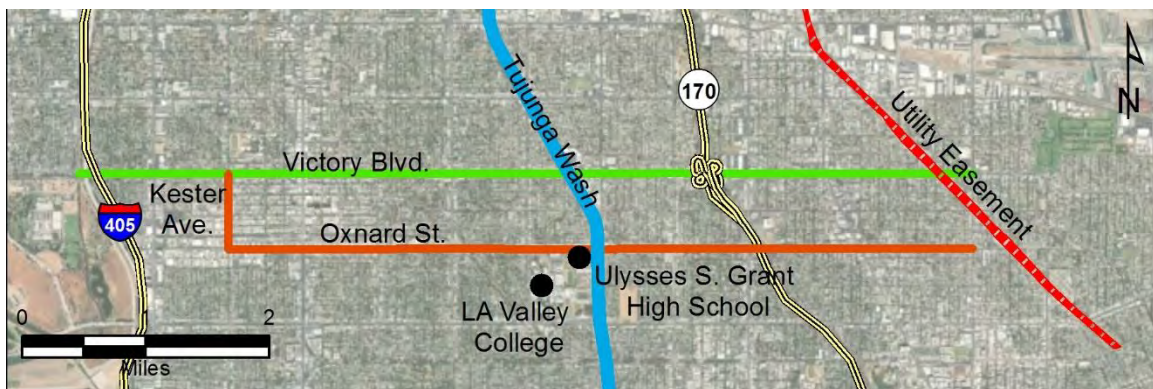 170
N
Tujunga Wash
Utility Easement
Victory Blvd.
Kester
Ave.
405
Oxnard St.
Ulysses S. Grant
High School
LA Valley
College
0 2
Miles